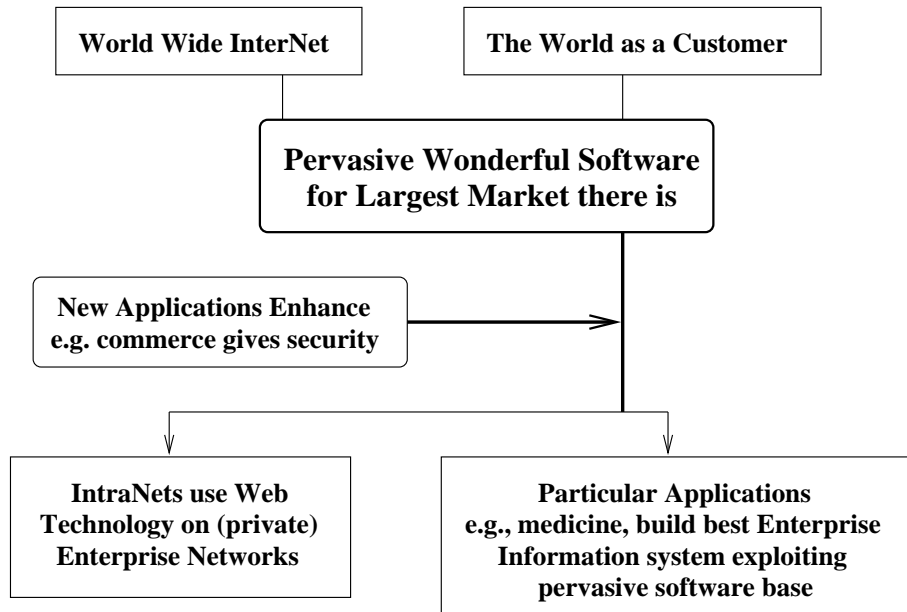 World Wide InterNet
The World as a Customer
Pervasive Wonderful Software
for Largest Market there is
New Applications Enhance
e.g. commerce gives security
IntraNets use Web
Technology on (private)
Enterprise Networks
Particular Applications
e.g., medicine, build best Enterprise
Information system exploiting
pervasive software base